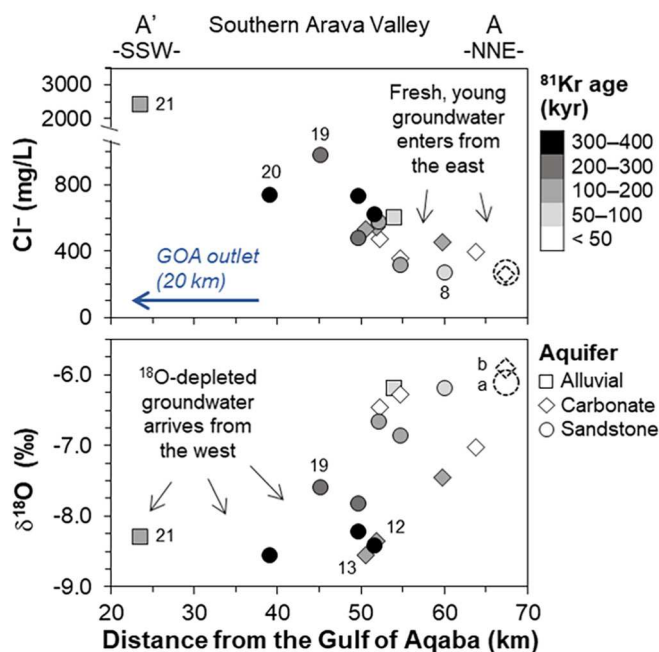 A' Southern Arava Valley A
-SSW- -NNE-
⁸¹Kr age
(kyr)
300–400
200–300
100–200
50–100
< 50
3000
2000
800
400
0
Cl⁻ (mg/L)
21
19
20
8
Fresh, young
groundwater
enters from
the east
GOA outlet
(20 km)
Aquifer
Alluvial
Carbonate
Sandstone
-6.0
-7.0
-8.0
-9.0
δ¹⁸O (‰)
¹⁸O-depleted
groundwater
arrives from
the west
b
a
19
21
12
13
20 30 40 50 60 70
Distance from the Gulf of Aqaba (km)